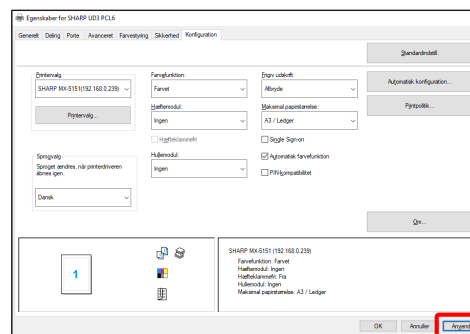 Egenskaber for SHARP UD3 PCL6
Generelt Deling Porte Avanceret Farvestyring Sikkerhed Konfiguration
Standardindstil.
Printervalg
SHARP MX-5151(192.168.0.239)
Printervalg...
Farvefunktion:
Farvet
Frigiv udskrift:
Afbryde
Automatisk konfiguration...
Hæftemodul:
Ingen
Maksimal papirstørrelse:
A3 / Ledger
Printpolitik...
Hæfteklammefri
Single Sign-on
Hullemodul:
Ingen
Automatisk farvefunktion
PIN-kompatibilitet
Sprogvalg
Sproget ændres, når printerdriveren
åbnes igen.
Dansk
Om...
1
SHARP MX-5151 (192.168.0.239)
Farvefunktion: Farvet
Hæftemodul: Ingen
Hæfteklammefri: Fra
Hullemodul: Ingen
Maksimal papirstørrelse: A3 / Ledger
OK Annuller Anvend